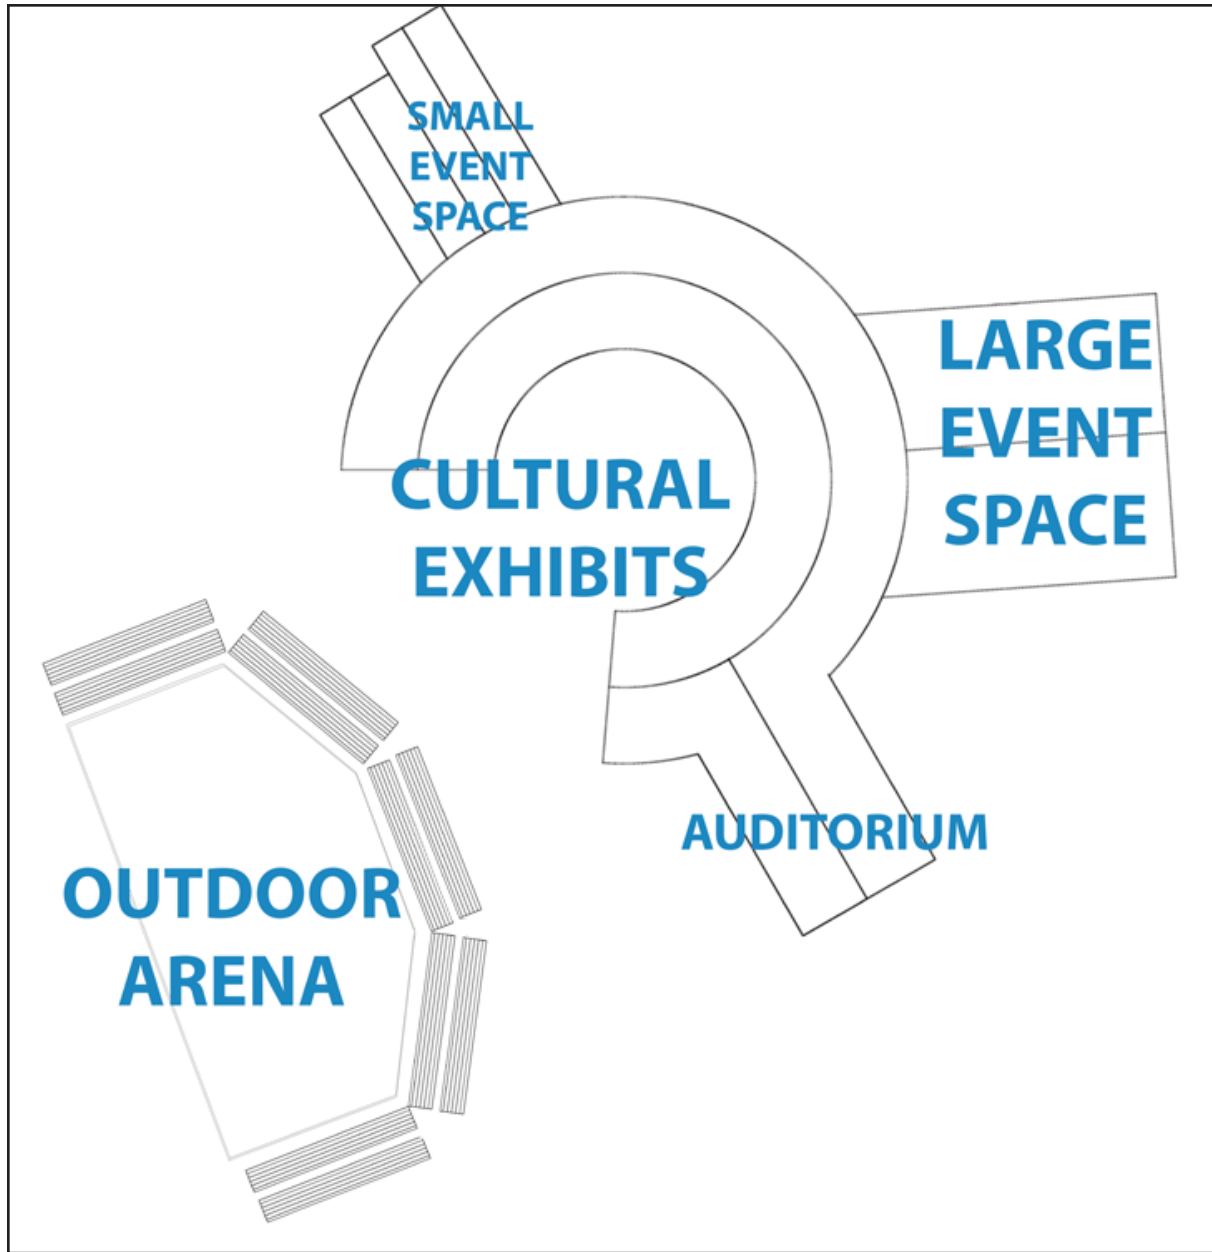 SMALL
EVENT
SPACE
LARGE
EVENT
SPACE
CULTURAL
EXHIBITS
AUDITORIUM
OUTDOOR
ARENA